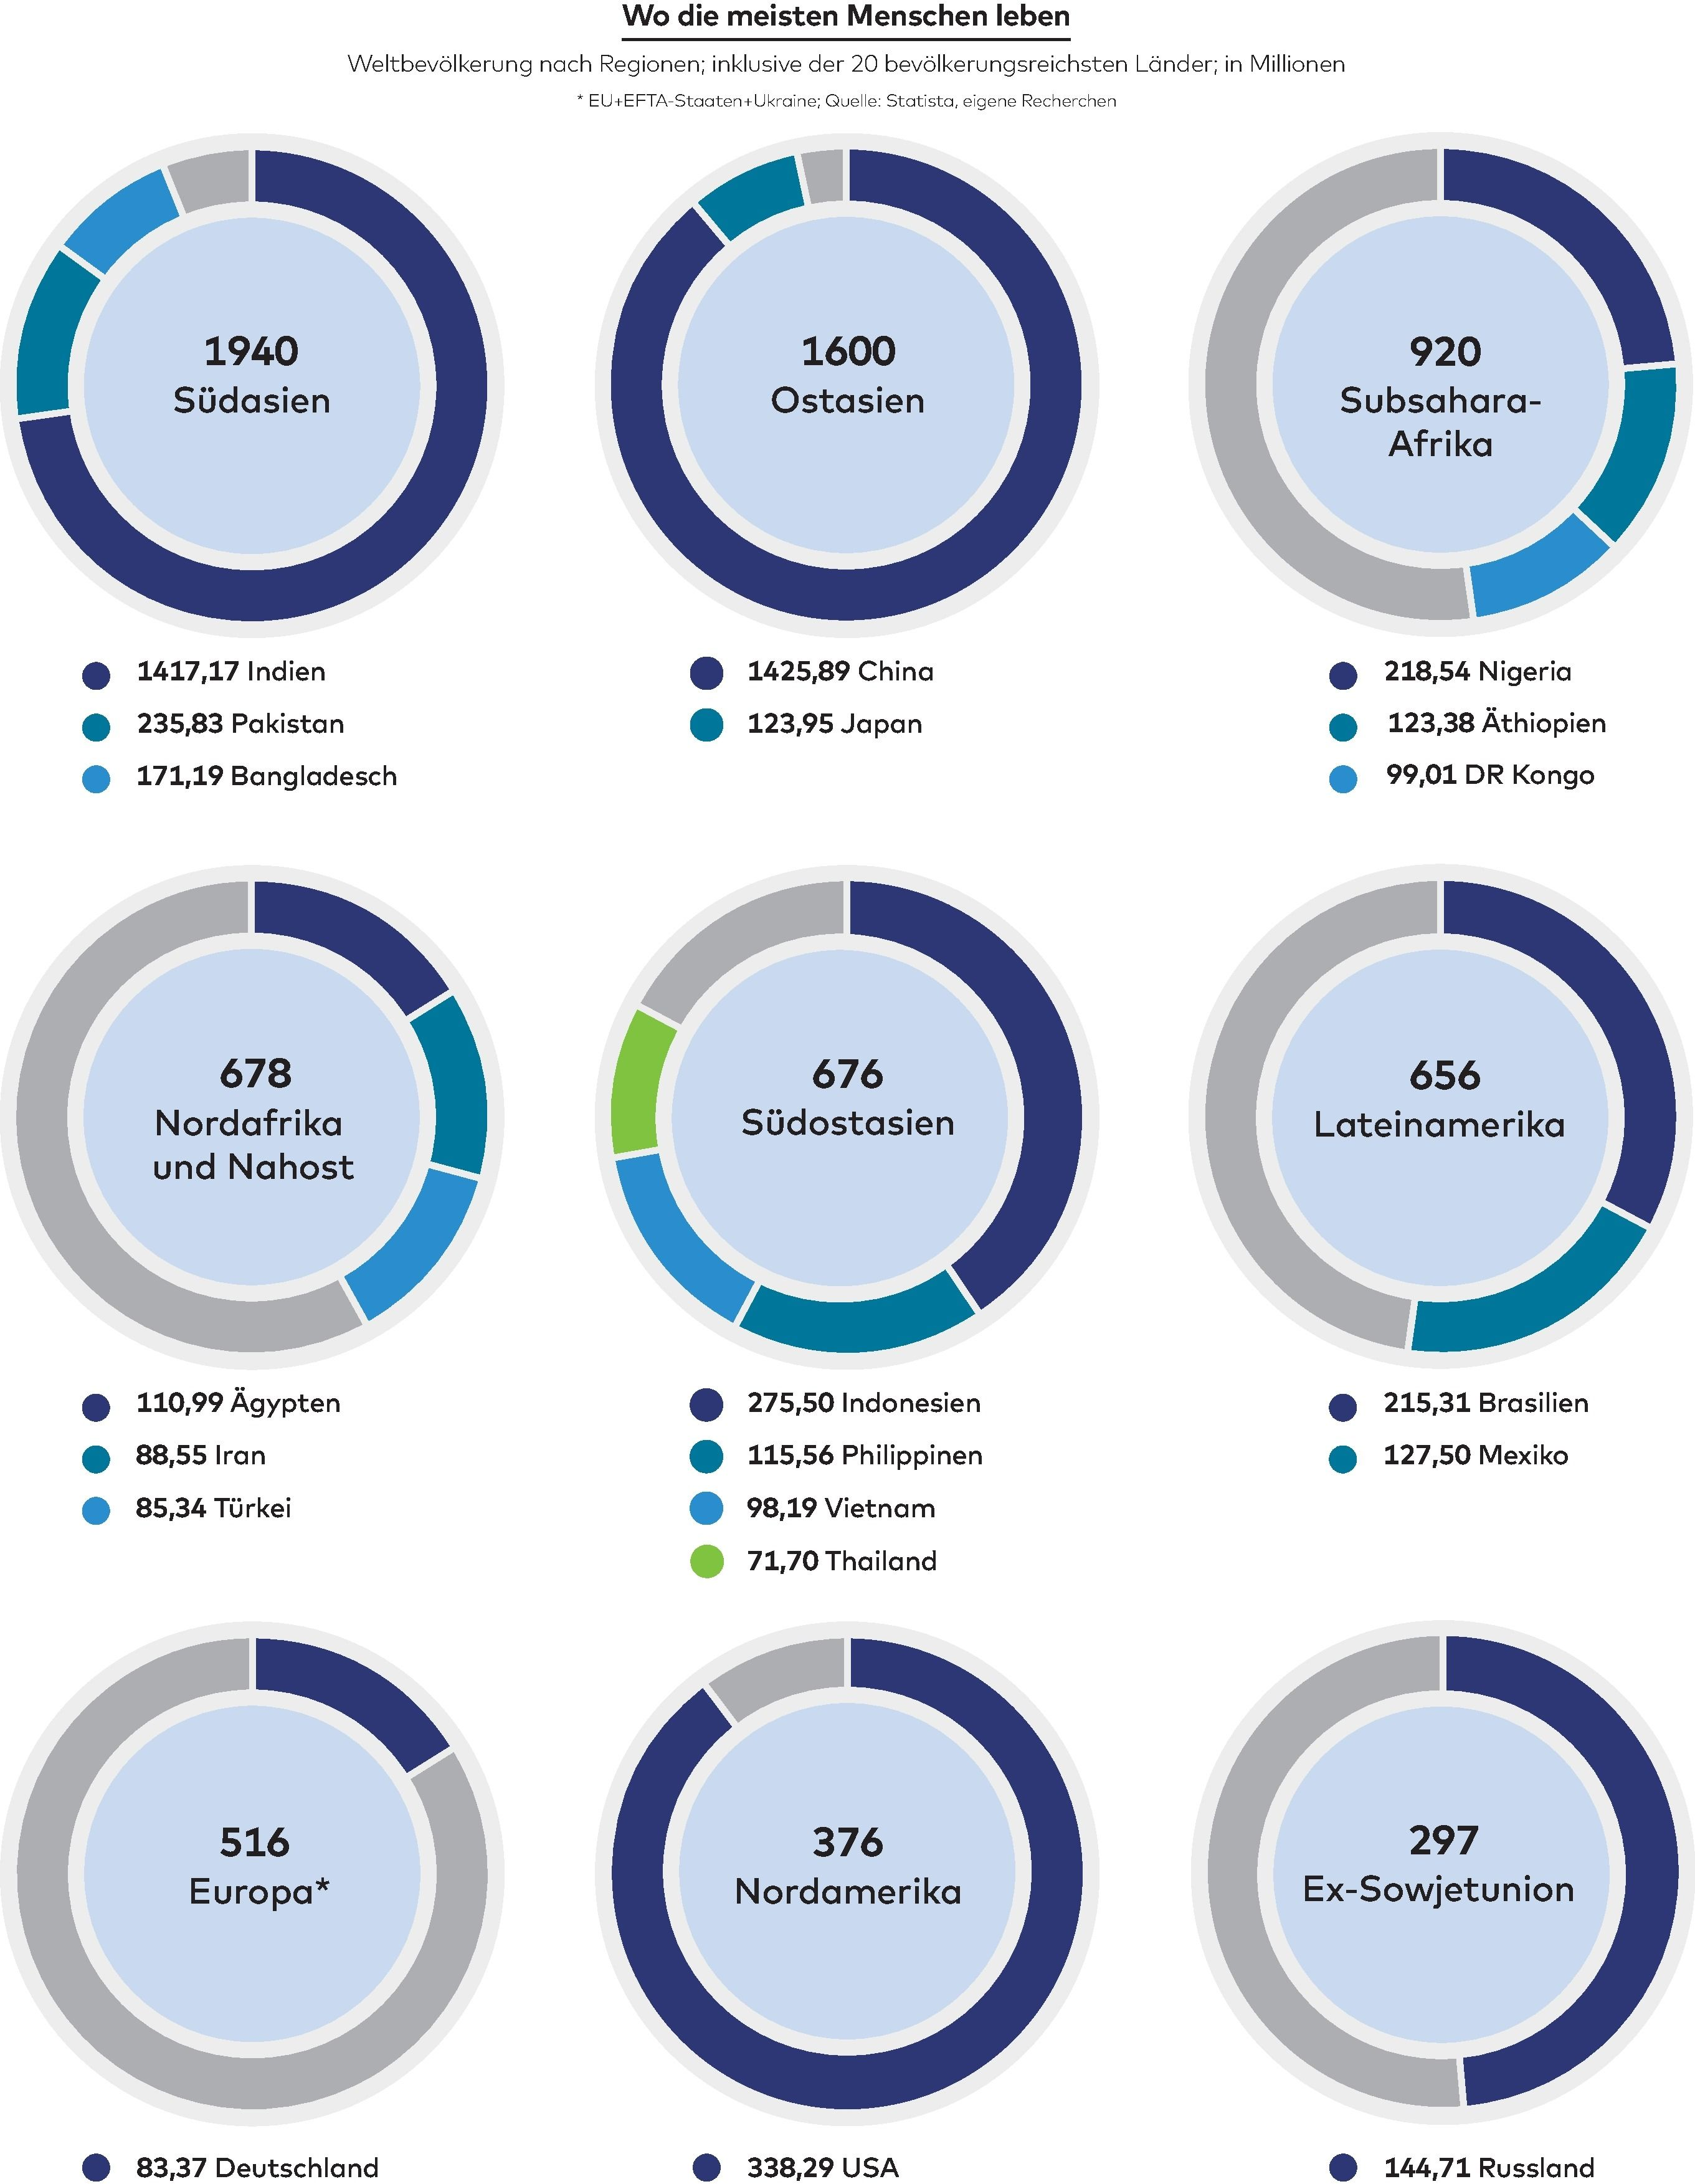 Wo die meisten Menschen leben
Weltbevölkerung nach Regionen; inklusive der 20 bevölkerungsreichsten Länder; in Millionen
* EU+EFTA-Staaten+Ukraine; Quelle: Statista, eigene Recherchen
1940
Südasien
1417,17 Indien
235,83 Pakistan
171,19 Bangladesch
1600
Ostasien
1425,89 China
123,95 Japan
920
Subsahara-
Afrika
218,54 Nigeria
123,38 Äthiopien
99,01 DR Kongo
678
Nordafrika
und Nahost
110,99 Ägypten
88,55 Iran
85,34 Türkei
676
Südostasien
275,50 Indonesien
115,56 Philippinen
98,19 Vietnam
71,70 Thailand
656
Lateinamerika
215,31 Brasilien
127,50 Mexiko
516
Europa*
83,37 Deutschland
376
Nordamerika
338,29 USA
297
Ex-Sowjetunion
144,71 Russland